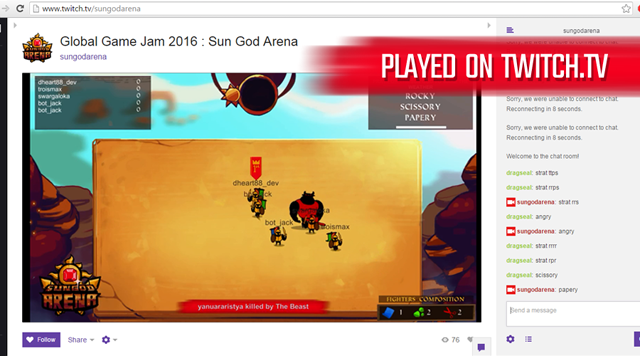 www.twitch.tv/sungodarena
Global Game Jam 2016 : Sun God Arena
sungodarena
sungodarena
PLAYED ON TWITCH.TV
dheart88_dev 0
troismax 0
swargaloka 0
bot_jack 0
bot_jack 0
ROCKY
SCISSORY
PAPERY
Sorry, we were unable to connect to chat.
Reconnecting in 8 seconds.
Sorry, we were unable to connect to chat.
Reconnecting in 8 seconds.
Welcome to the chat room!
dragseal: strat ttps
dragseal: strat rrps
sungodarena: strat rrs
dragseal: angry
sungodarena: angry
dragseal: strat rrrr
dragseal: strat rpr
dragseal: scissory
sungodarena: papery
dheart88_dev
bot_jack
bot_jack
troismax
SUNGOD
ARENA
yanuararistya killed by The Beast
FIGHTERS COMPOSITION
1 2 2
Follow
Share
76
Send a message